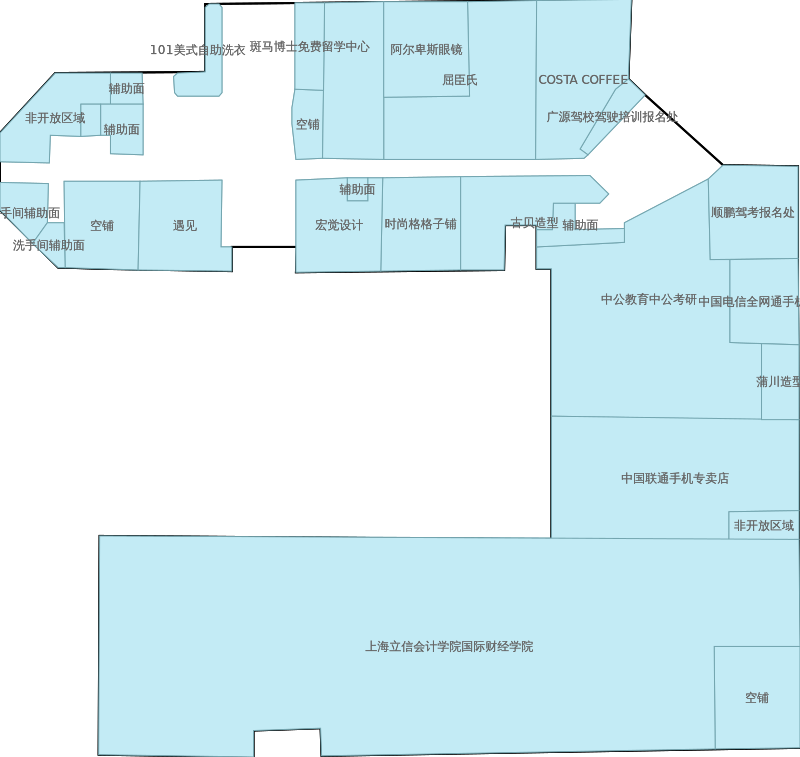 101美式自助洗衣
斑马博士免费留学中心
阿尔卑斯眼镜
屈臣氏
COSTA COFFEE
辅助面
非开放区域
辅助面
空铺
广源驾校驾驶培训报名处
辅助面
手间辅助面
洗手间辅助面
空铺
遇见
宏觉设计
时尚格格子铺
古贝造型
辅助面
顺鹏驾考报名处
中公教育中公考研
中国电信全网通手机
蒲川造型
中国联通手机专卖店
非开放区域
上海立信会计学院国际财经学院
空铺